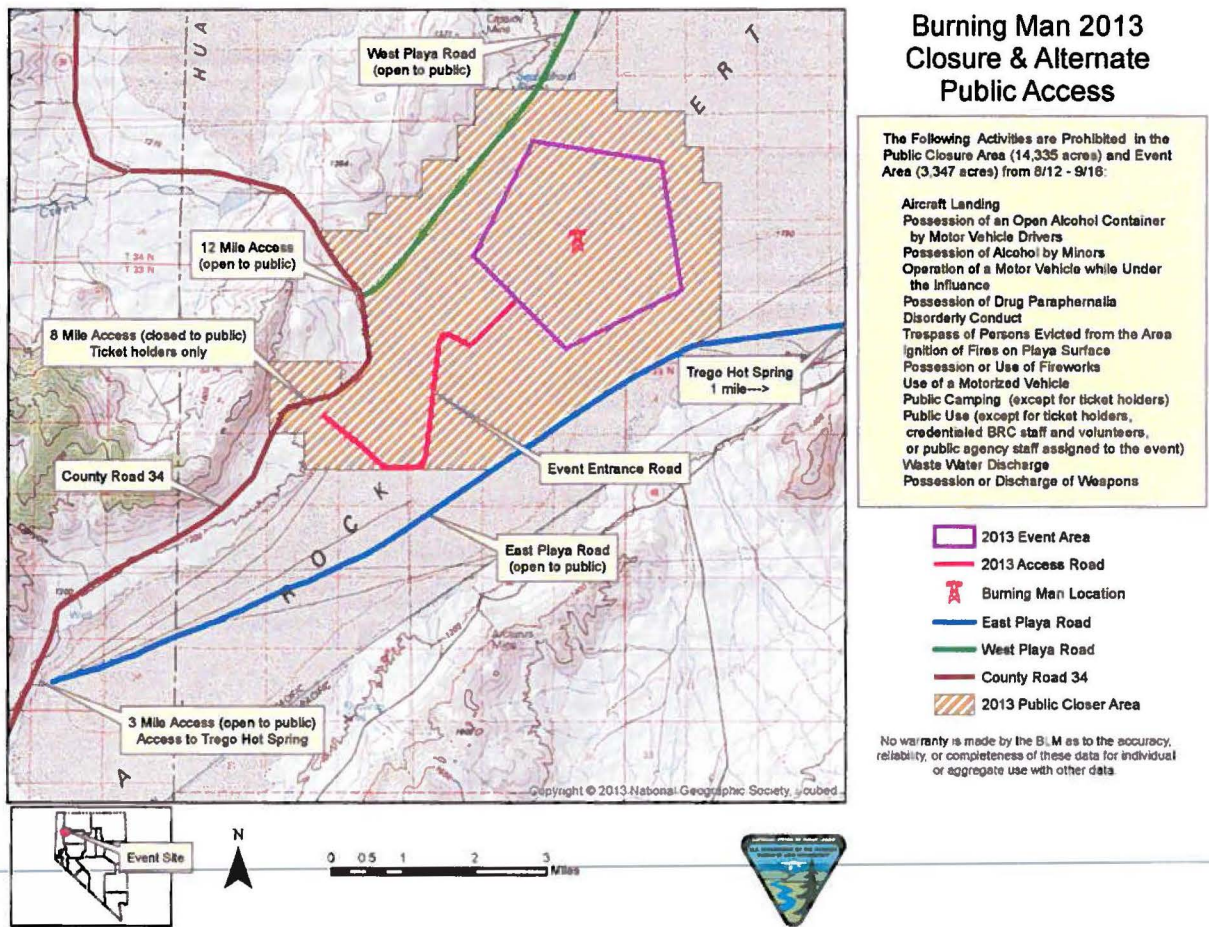 Burning Man 2013
Closure & Alternate
Public Access
The Following Activities are Prohibited in the
Public Closure Area (14,335 acres) and Event
Area (3,347 acres) from 8/12 - 9/16:
Aircraft Landing
Possession of an Open Alcohol Container
by Motor Vehicle Drivers
Possession of Alcohol by Minors
Operation of a Motor Vehicle while Under
the Influence
Possession of Drug Paraphernalia
Disorderly Conduct
Trespass of Persons Evicted from the Area
Ignition of Fires on Playa Surface
Possession or Use of Fireworks
Use of a Motorized Vehicle
Public Camping (except for ticket holders)
Public Use (except for ticket holders,
credentialed BRC staff and volunteers,
or public agency staff assigned to the event)
Waste Water Discharge
Possession or Discharge of Weapons
2013 Event Area
2013 Access Road
Burning Man Location
East Playa Road
West Playa Road
County Road 34
2013 Public Closer Area
No warranty is made by the BLM as to the accuracy,
reliability, or completeness of these data for individual
or aggregate use with other data.
West Playa Road
(open to public)
HUA
E R T
12 Mile Access
(open to public)
T 34 N
T 33 N
Creek
8 Mile Access (closed to public)
Ticket holders only
Trego Hot Spring
1 mile--->
County Road 34
Event Entrance Road
R O C K
East Playa Road
(open to public)
3 Mile Access (open to public)
Access to Trego Hot Spring
A
1200
Copyright © 2013 National Geographic Society, i-cubed
Event Site
N
0 0.5 1 2 3
Miles